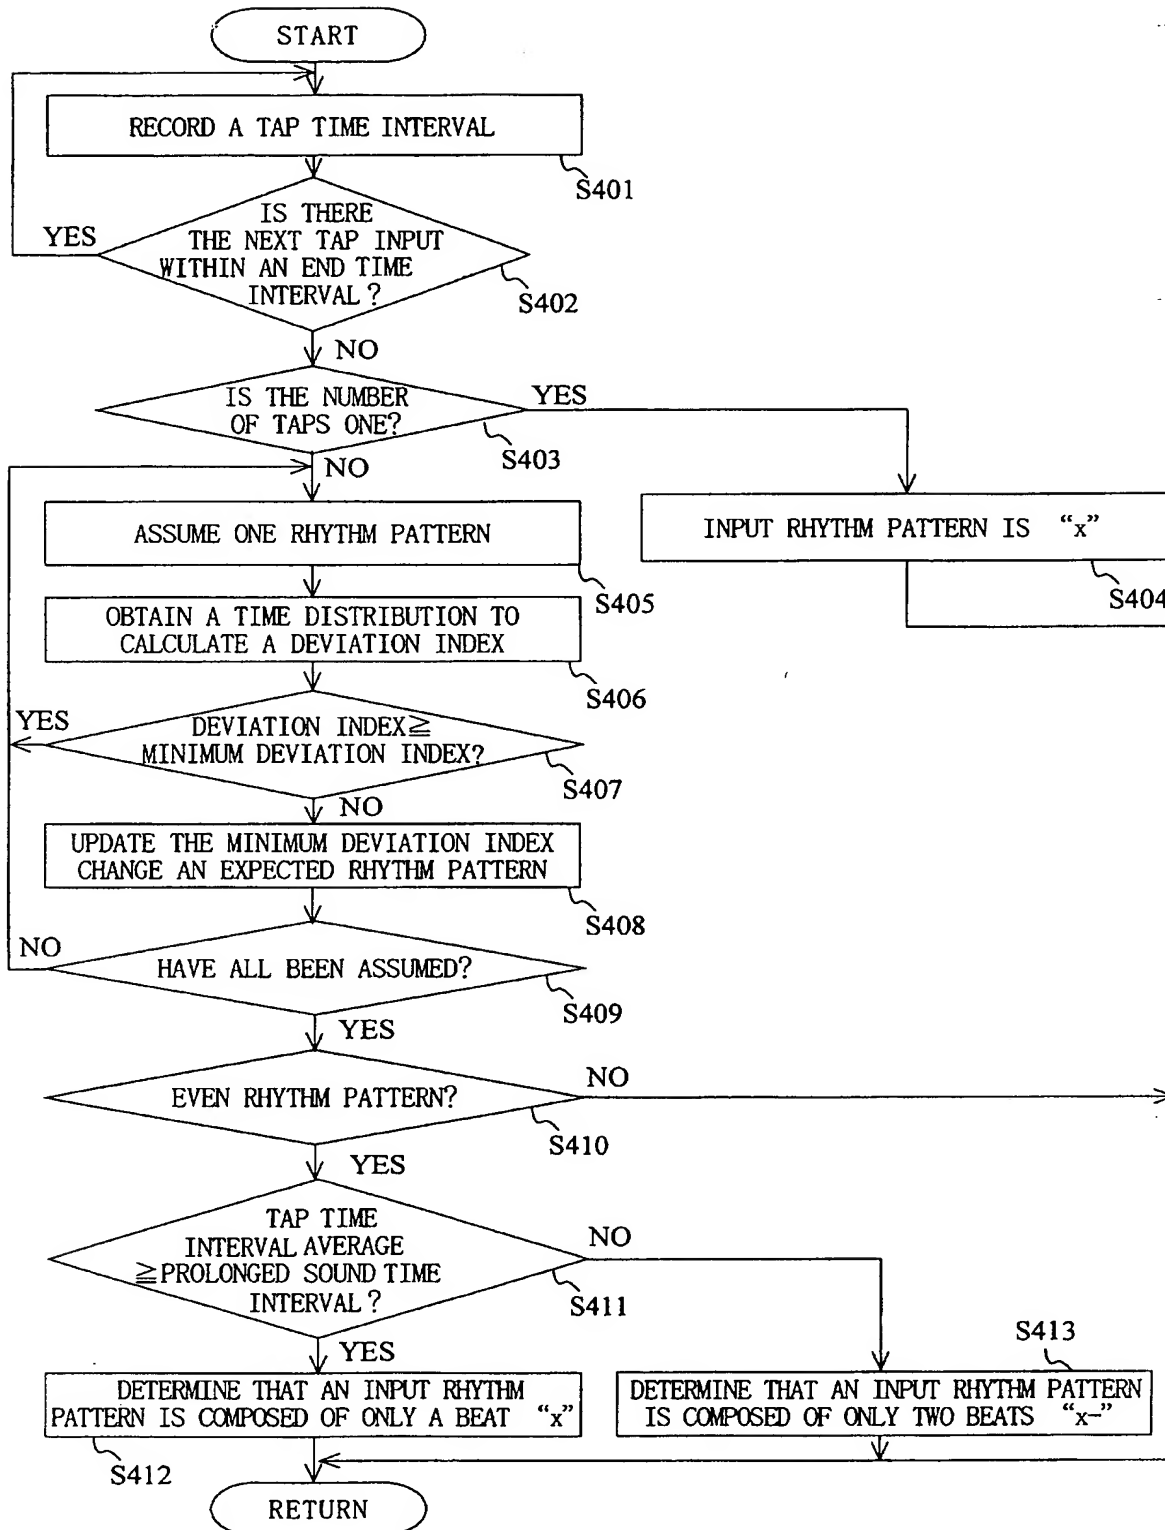 START
RECORD A TAP TIME INTERVAL
S401
IS THERE
THE NEXT TAP INPUT
WITHIN AN END TIME
INTERVAL?
YES
S402
NO
IS THE NUMBER
OF TAPS ONE?
YES
S403
NO
ASSUME ONE RHYTHM PATTERN
S405
INPUT RHYTHM PATTERN IS “x”
S404
OBTAIN A TIME DISTRIBUTION TO
CALCULATE A DEVIATION INDEX
S406
YES
DEVIATION INDEX≧
MINIMUM DEVIATION INDEX?
S407
NO
UPDATE THE MINIMUM DEVIATION INDEX
CHANGE AN EXPECTED RHYTHM PATTERN
S408
NO
HAVE ALL BEEN ASSUMED?
S409
YES
EVEN RHYTHM PATTERN?
NO
S410
YES
TAP TIME
INTERVAL AVERAGE
≧PROLONGED SOUND TIME
INTERVAL?
NO
S411
YES
S413
DETERMINE THAT AN INPUT RHYTHM
PATTERN IS COMPOSED OF ONLY A BEAT “x”
S412
DETERMINE THAT AN INPUT RHYTHM PATTERN
IS COMPOSED OF ONLY TWO BEATS “x-”
RETURN